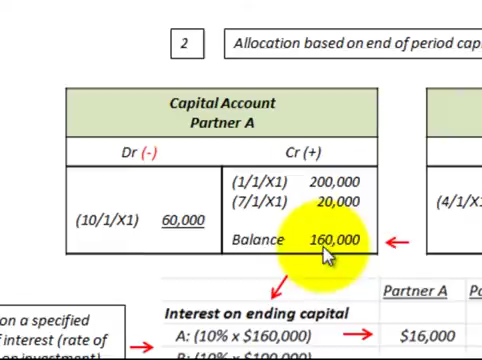 2
Allocation based on end of period capi
Capital Account
Partner A
Dr (-) Cr (+)
(1/1/X1) 200,000
(7/1/X1) 20,000
(10/1/X1) 60,000
(4/1/X
Balance 160,000
Interest on ending capital
Partner A
A: (10% x $160,000) $16,000
on a specified
f interest (rate of